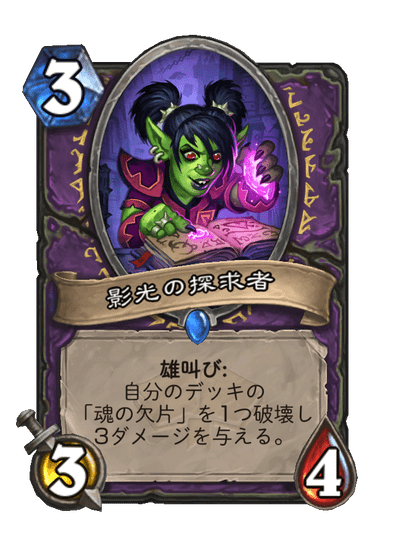 3
影光の探求者
雄叫び:
自分のデッキの
「魂の欠片」を1つ破壊し
3ダメージを与える。
3
4